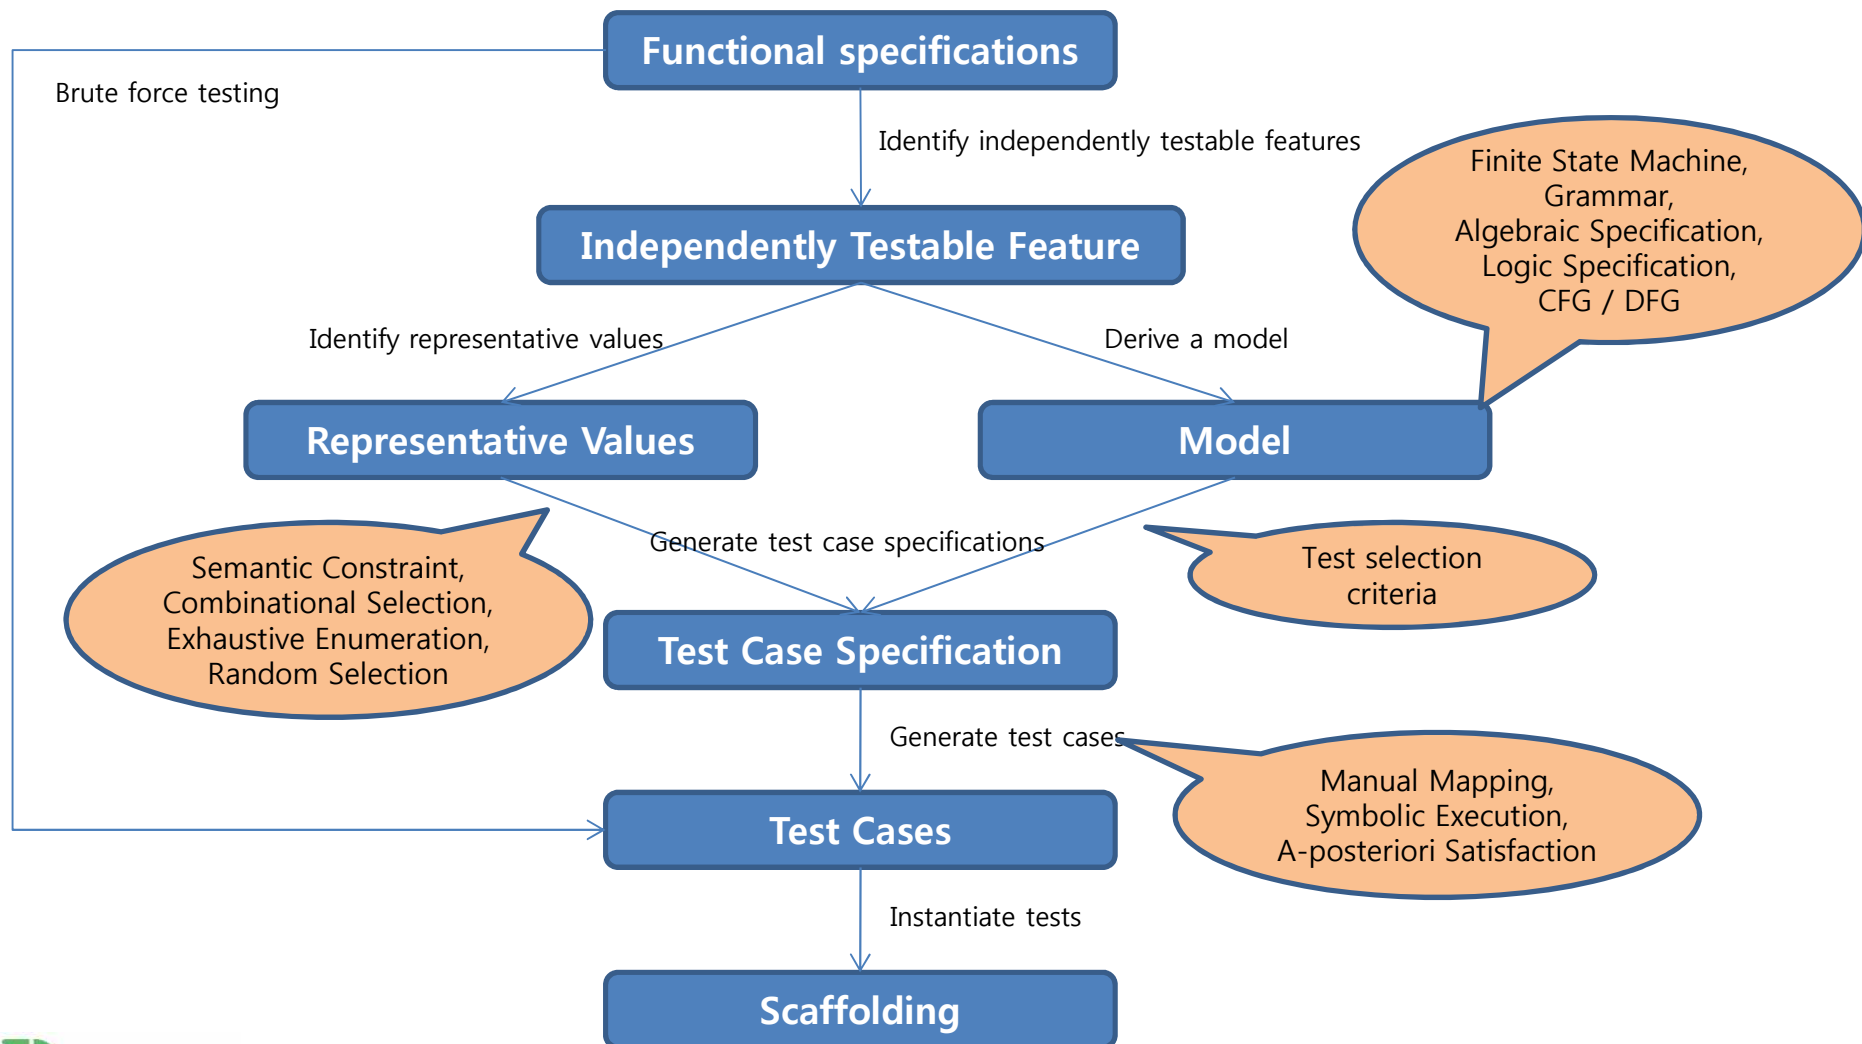 Functional specifications
Brute force testing
Identify independently testable features
Finite State Machine,
Grammar,
Algebraic Specification,
Logic Specification,
CFG / DFG
Independently Testable Feature
Identify representative values
Derive a model
Representative Values
Model
Generate test case specifications
Semantic Constraint,
Combinational Selection,
Exhaustive Enumeration,
Random Selection
Test selection
criteria
Test Case Specification
Generate test cases
Manual Mapping,
Symbolic Execution,
A-posteriori Satisfaction
Test Cases
Instantiate tests
Scaffolding